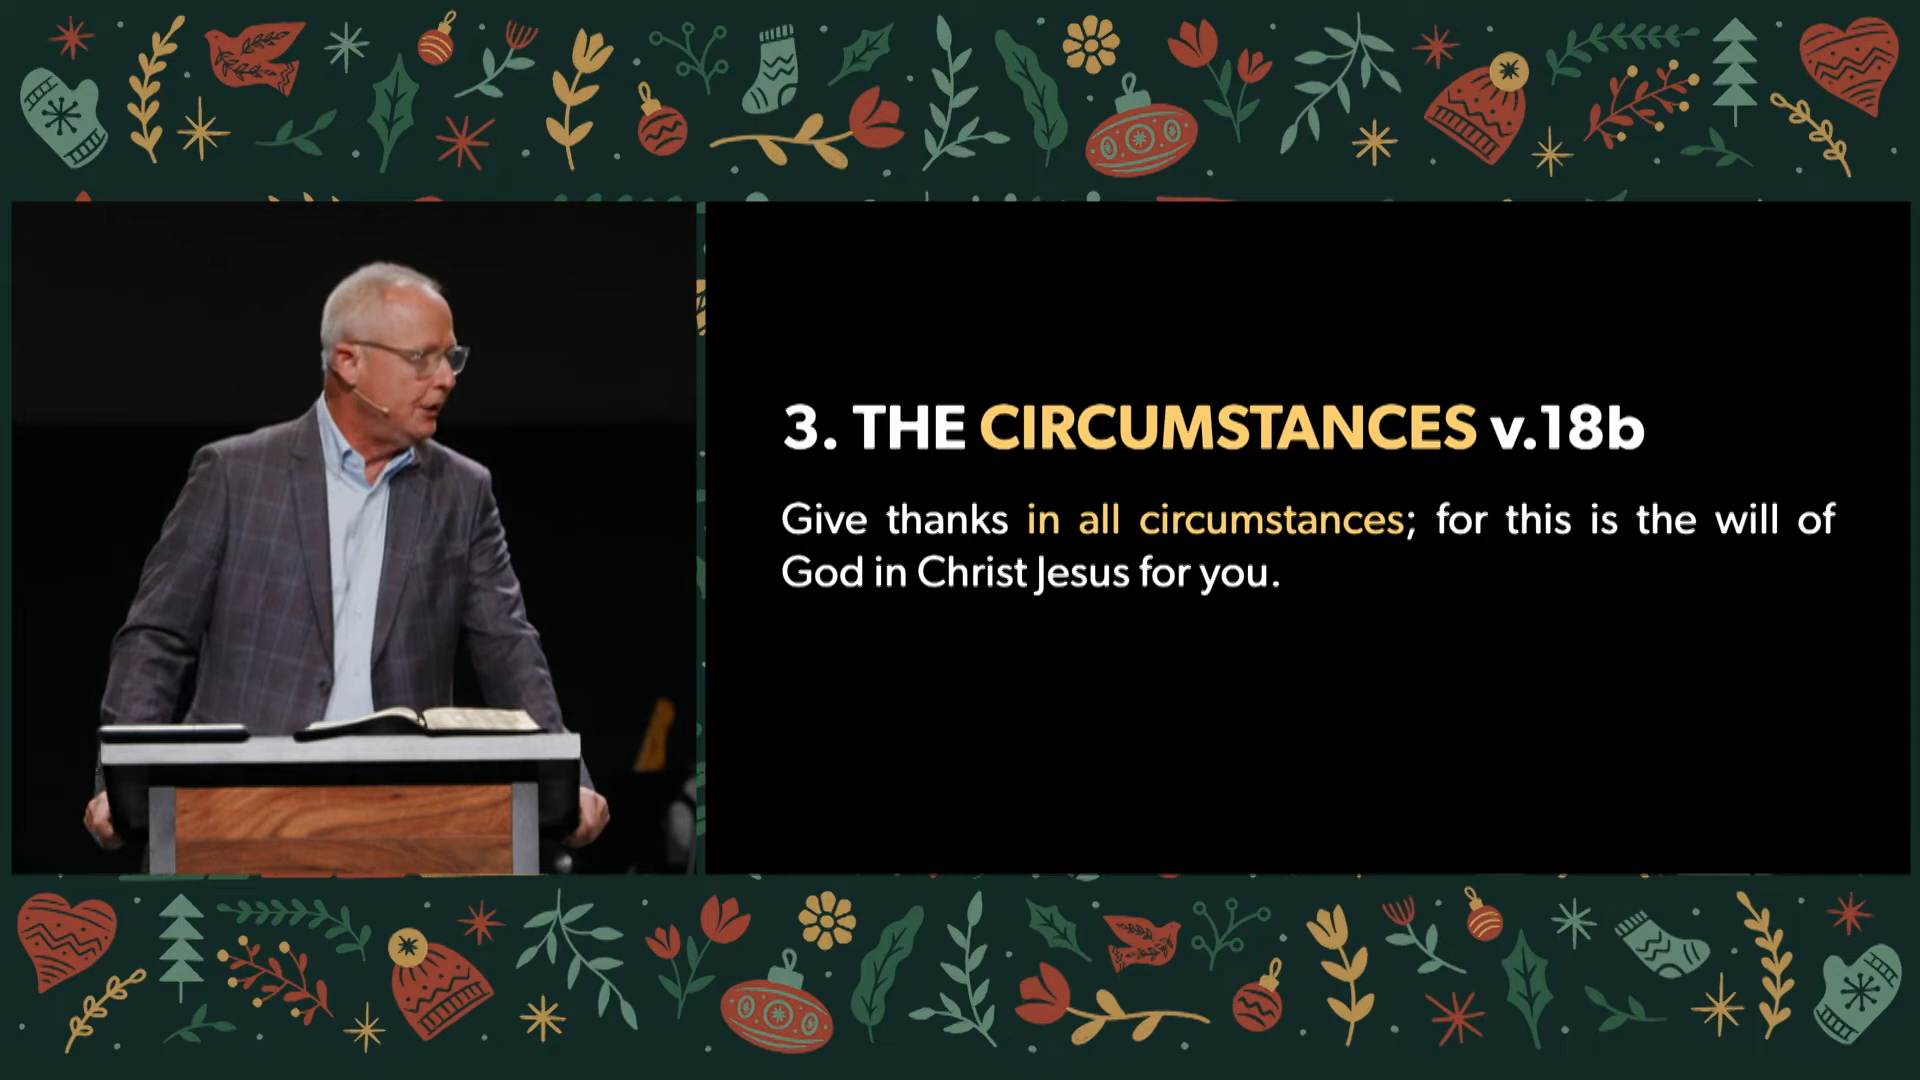 3. THE CIRCUMSTANCES v.18b
Give thanks in all circumstances; for this is the will of
God in Christ Jesus for you.